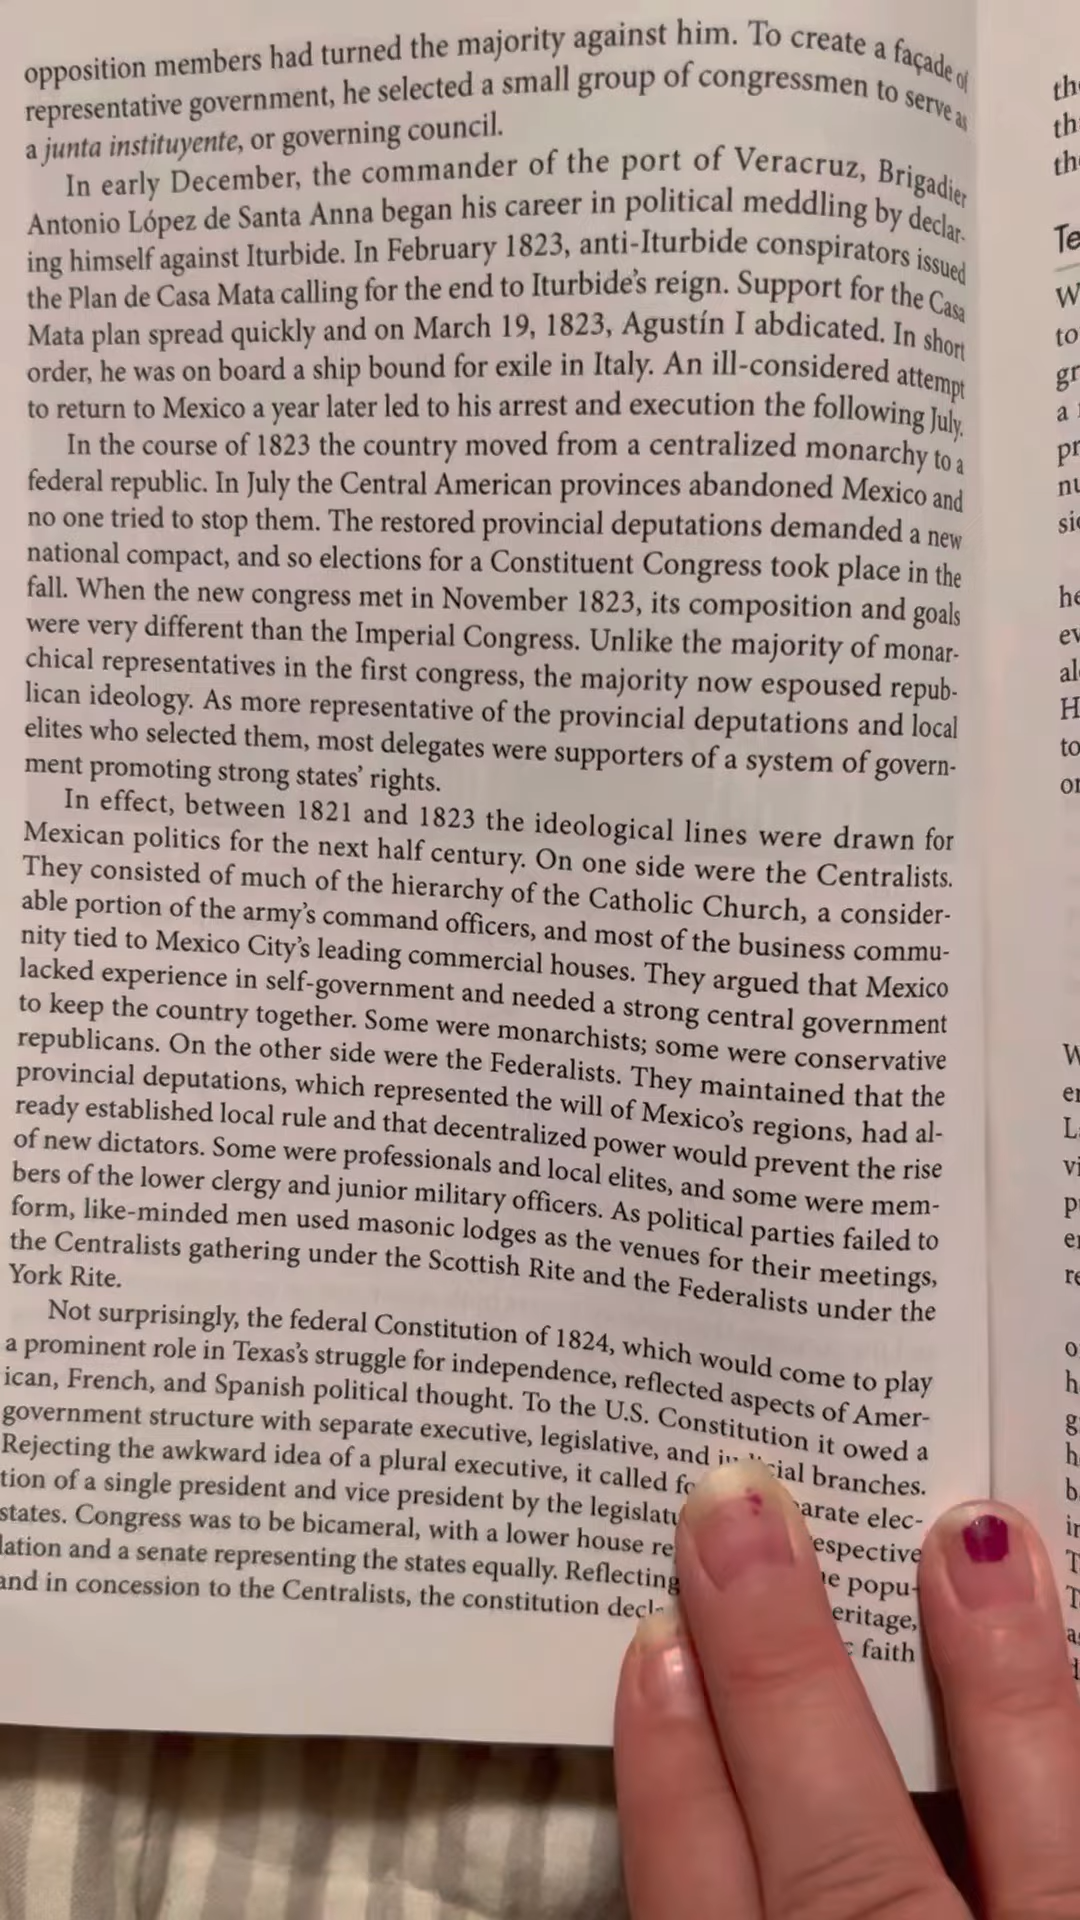 opposition members had turned the majority against him. To create a façade of
representative government, he selected a small group of congressmen to serve as
a junta instituyente, or governing council.
In early December, the commander of the port of Veracruz, Brigadier
Antonio López de Santa Anna began his career in political meddling by declar-
ing himself against Iturbide. In February 1823, anti-Iturbide conspirators issued
the Plan de Casa Mata calling for the end to Iturbide's reign. Support for the Casa
Mata plan spread quickly and on March 19, 1823, Agustín I abdicated. In short
order, he was on board a ship bound for exile in Italy. An ill-considered attempt
to return to Mexico a year later led to his arrest and execution the following July.
In the course of 1823 the country moved from a centralized monarchy to a
federal republic. In July the Central American provinces abandoned Mexico and
no one tried to stop them. The restored provincial deputations demanded a new
national compact, and so elections for a Constituent Congress took place in the
fall. When the new congress met in November 1823, its composition and goals
were very different than the Imperial Congress. Unlike the majority of monar-
chical representatives in the first congress, the majority now espoused repub-
lican ideology. As more representative of the provincial deputations and local
elites who selected them, most delegates were supporters of a system of govern-
ment promoting strong states' rights.
In effect, between 1821 and 1823 the ideological lines were drawn for
Mexican politics for the next half century. On one side were the Centralists.
They consisted of much of the hierarchy of the Catholic Church, a consider-
able portion of the army's command officers, and most of the business commu-
nity tied to Mexico City's leading commercial houses. They argued that Mexico
lacked experience in self-government and needed a strong central government
to keep the country together. Some were monarchists; some were conservative
republicans. On the other side were the Federalists. They maintained that the
provincial deputations, which represented the will of Mexico's regions, had al-
ready established local rule and that decentralized power would prevent the rise
of new dictators. Some were professionals and local elites, and some were mem-
bers of the lower clergy and junior military officers. As political parties failed to
form, like-minded men used masonic lodges as the venues for their meetings,
the Centralists gathering under the Scottish Rite and the Federalists under the
York Rite.
Not surprisingly, the federal Constitution of 1824, which would come to play
a prominent role in Texas's struggle for independence, reflected aspects of Amer-
ican, French, and Spanish political thought. To the U.S. Constitution it owed a
government structure with separate executive, legislative, and branches.
Rejecting the awkward idea of a plural executive, it called elec-
tion of a single president and vice president by the
states. Congress was to be bicameral, with a lower house popu-
lation and a senate representing the states equally. Reflecting
and in concession to the Centralists, the constitution faith